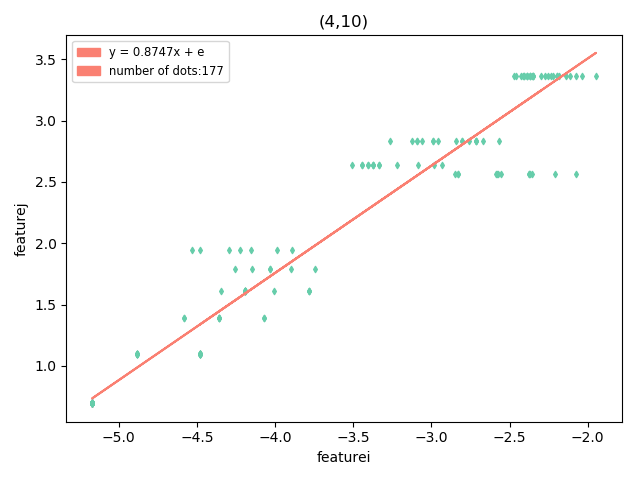 (4,10)
y = 0.8747x + e
number of dots:177
featurej
3.5
3.0
2.5
2.0
1.5
1.0
−5.0 −4.5 −4.0 −3.5 −3.0 −2.5 −2.0
featurei